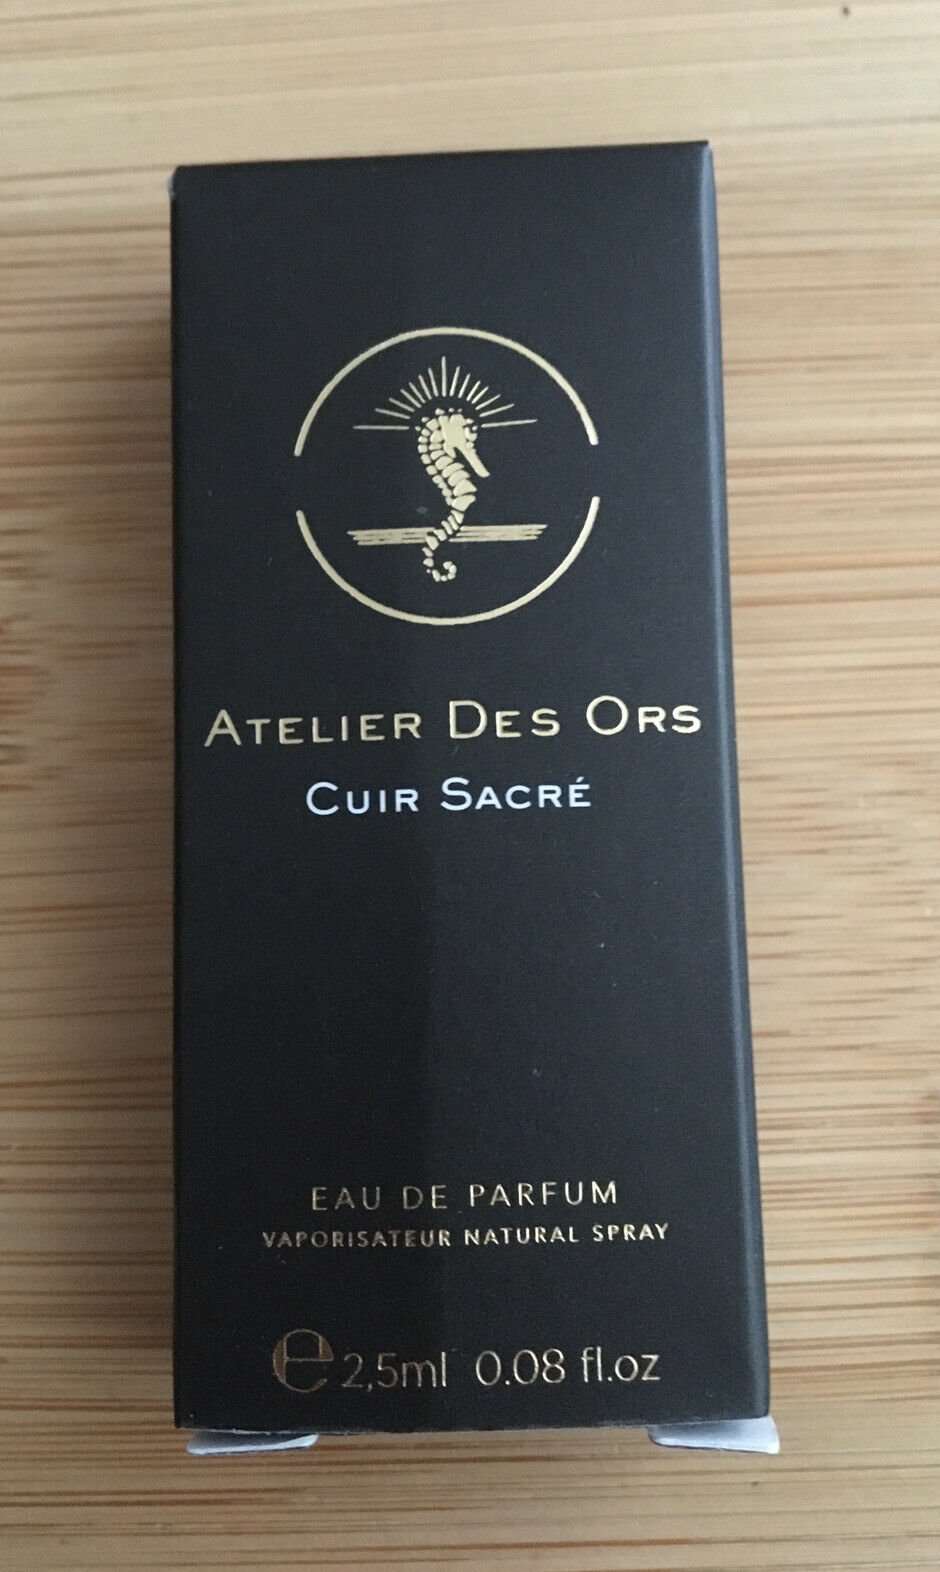 Atelier Des Ors
Cuir Sacré
EAU DE PARFUM
VAPORISATEUR NATURAL SPRAY
℮ 2,5ml 0.08 fl.oz